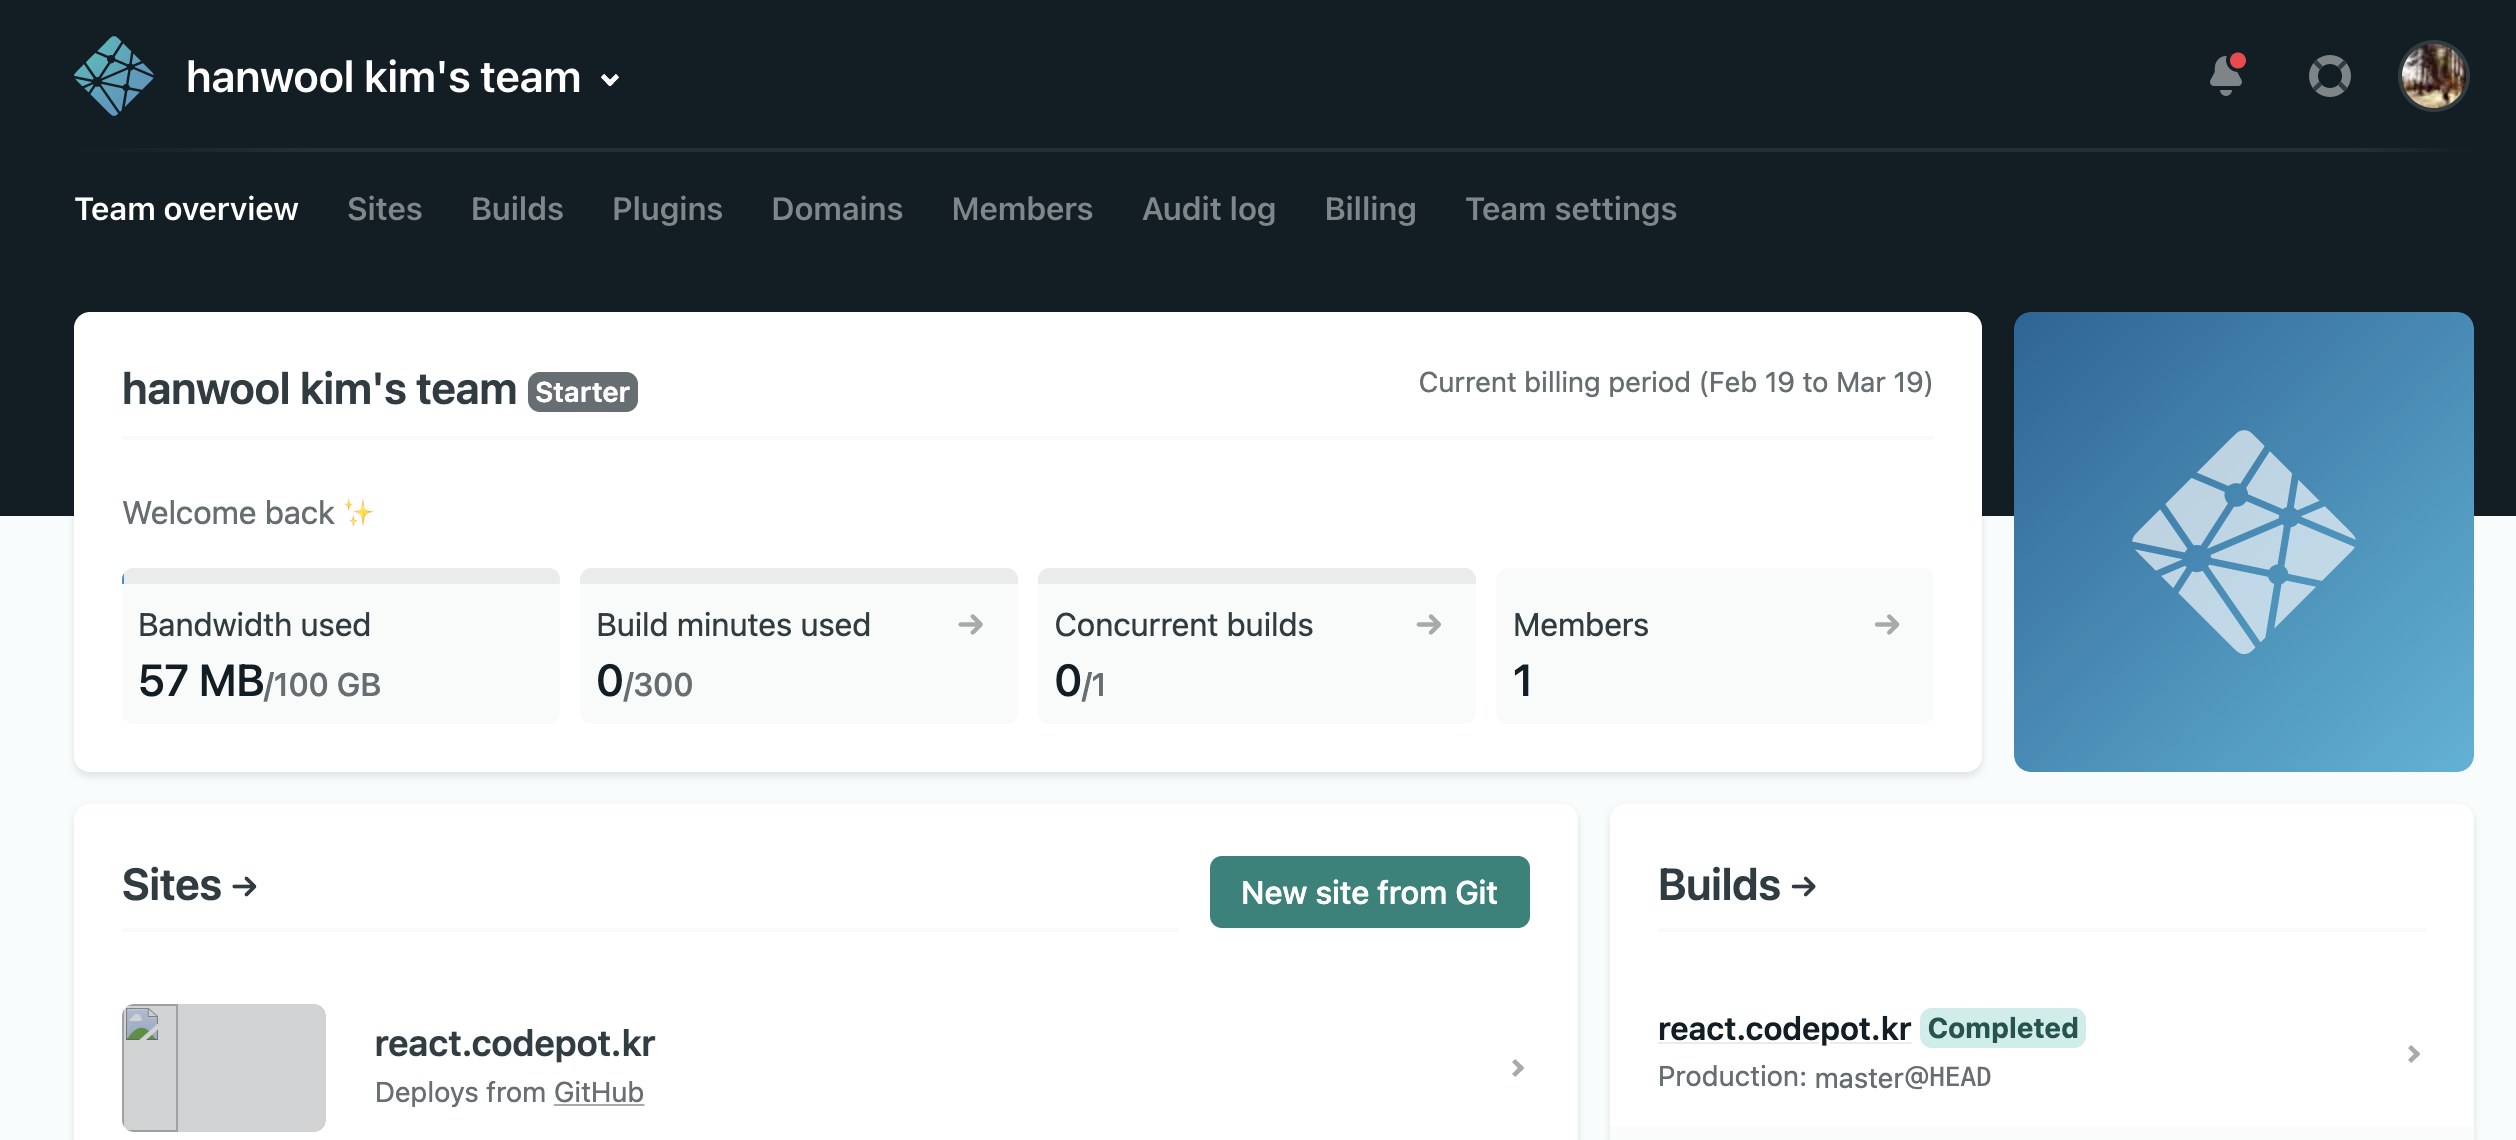 hanwool kim's team
Team overview Sites Builds Plugins Domains Members Audit log Billing Team settings
hanwool kim's team Starter
Current billing period (Feb 19 to Mar 19)
Welcome back ✨
Bandwidth used
57 MB/100 GB
Build minutes used
0/300
Concurrent builds
0/1
Members
1
Sites
New site from Git
react.codepot.kr
Deploys from GitHub
Builds
react.codepot.kr Completed
Production: master@HEAD